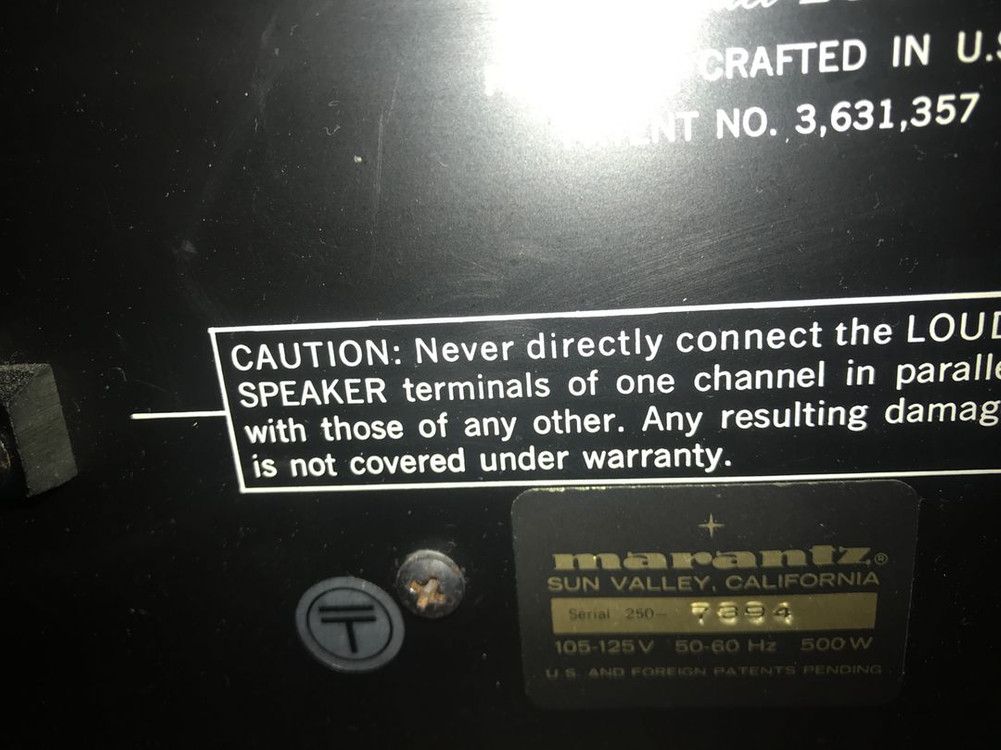 CRAFTED IN U.S
NO. 3,631,357
CAUTION: Never directly connect the LOUD
SPEAKER terminals of one channel in paralle
with those of any other. Any resulting damag
is not covered under warranty.
marantz®
SUN VALLEY, CALIFORNIA
Serial 250- 7394
105-125V 50-60 Hz 500W
U.S. AND FOREIGN PATENTS PENDING
T